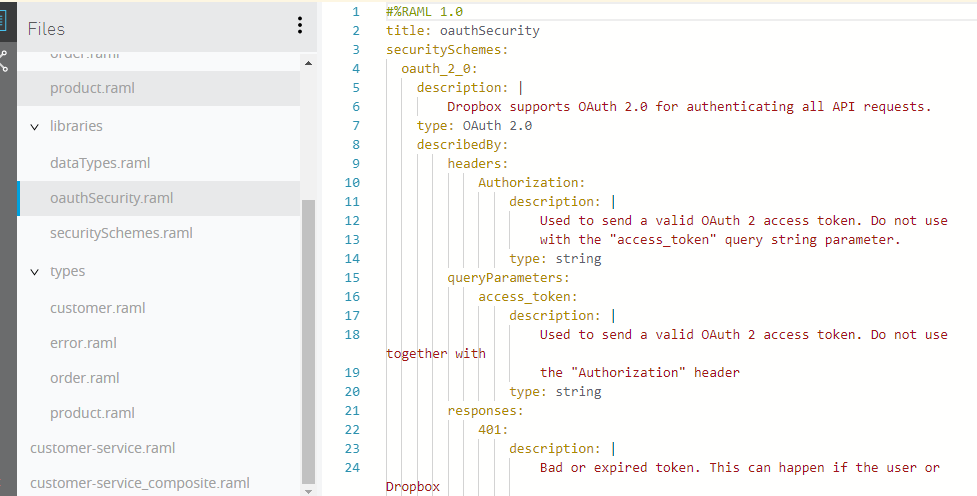 Files
order.raml
product.raml
libraries
dataTypes.raml
oauthSecurity.raml
securitySchemes.raml
types
customer.raml
error.raml
order.raml
product.raml
customer-service.raml
customer-service_composite.raml
1 #%RAML 1.0
2 title: oauthSecurity
3 securitySchemes:
4 oauth_2_0:
5 description: |
6 Dropbox supports OAuth 2.0 for authenticating all API requests.
7 type: OAuth 2.0
8 describedBy:
9 headers:
10 Authorization:
11 description: |
12 Used to send a valid OAuth 2 access token. Do not use
13 with the "access_token" query string parameter.
14 type: string
15 queryParameters:
16 access_token:
17 description: |
18 Used to send a valid OAuth 2 access token. Do not use
together with
19 the "Authorization" header
20 type: string
21 responses:
22 401:
23 description: |
24 Bad or expired token. This can happen if the user or
Dropbox